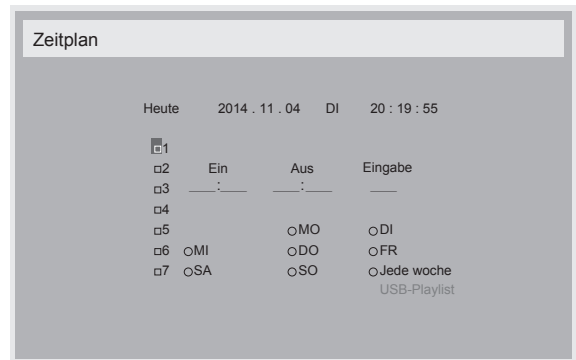 Zeitplan
Heute 2014 . 11 . 04 DI 20 : 19 : 55
1
2 Ein Aus Eingabe
3 ___:___ ___:___ ___
4
5 MO DI
6 MI DO FR
7 SA SO Jede woche
USB-Playlist